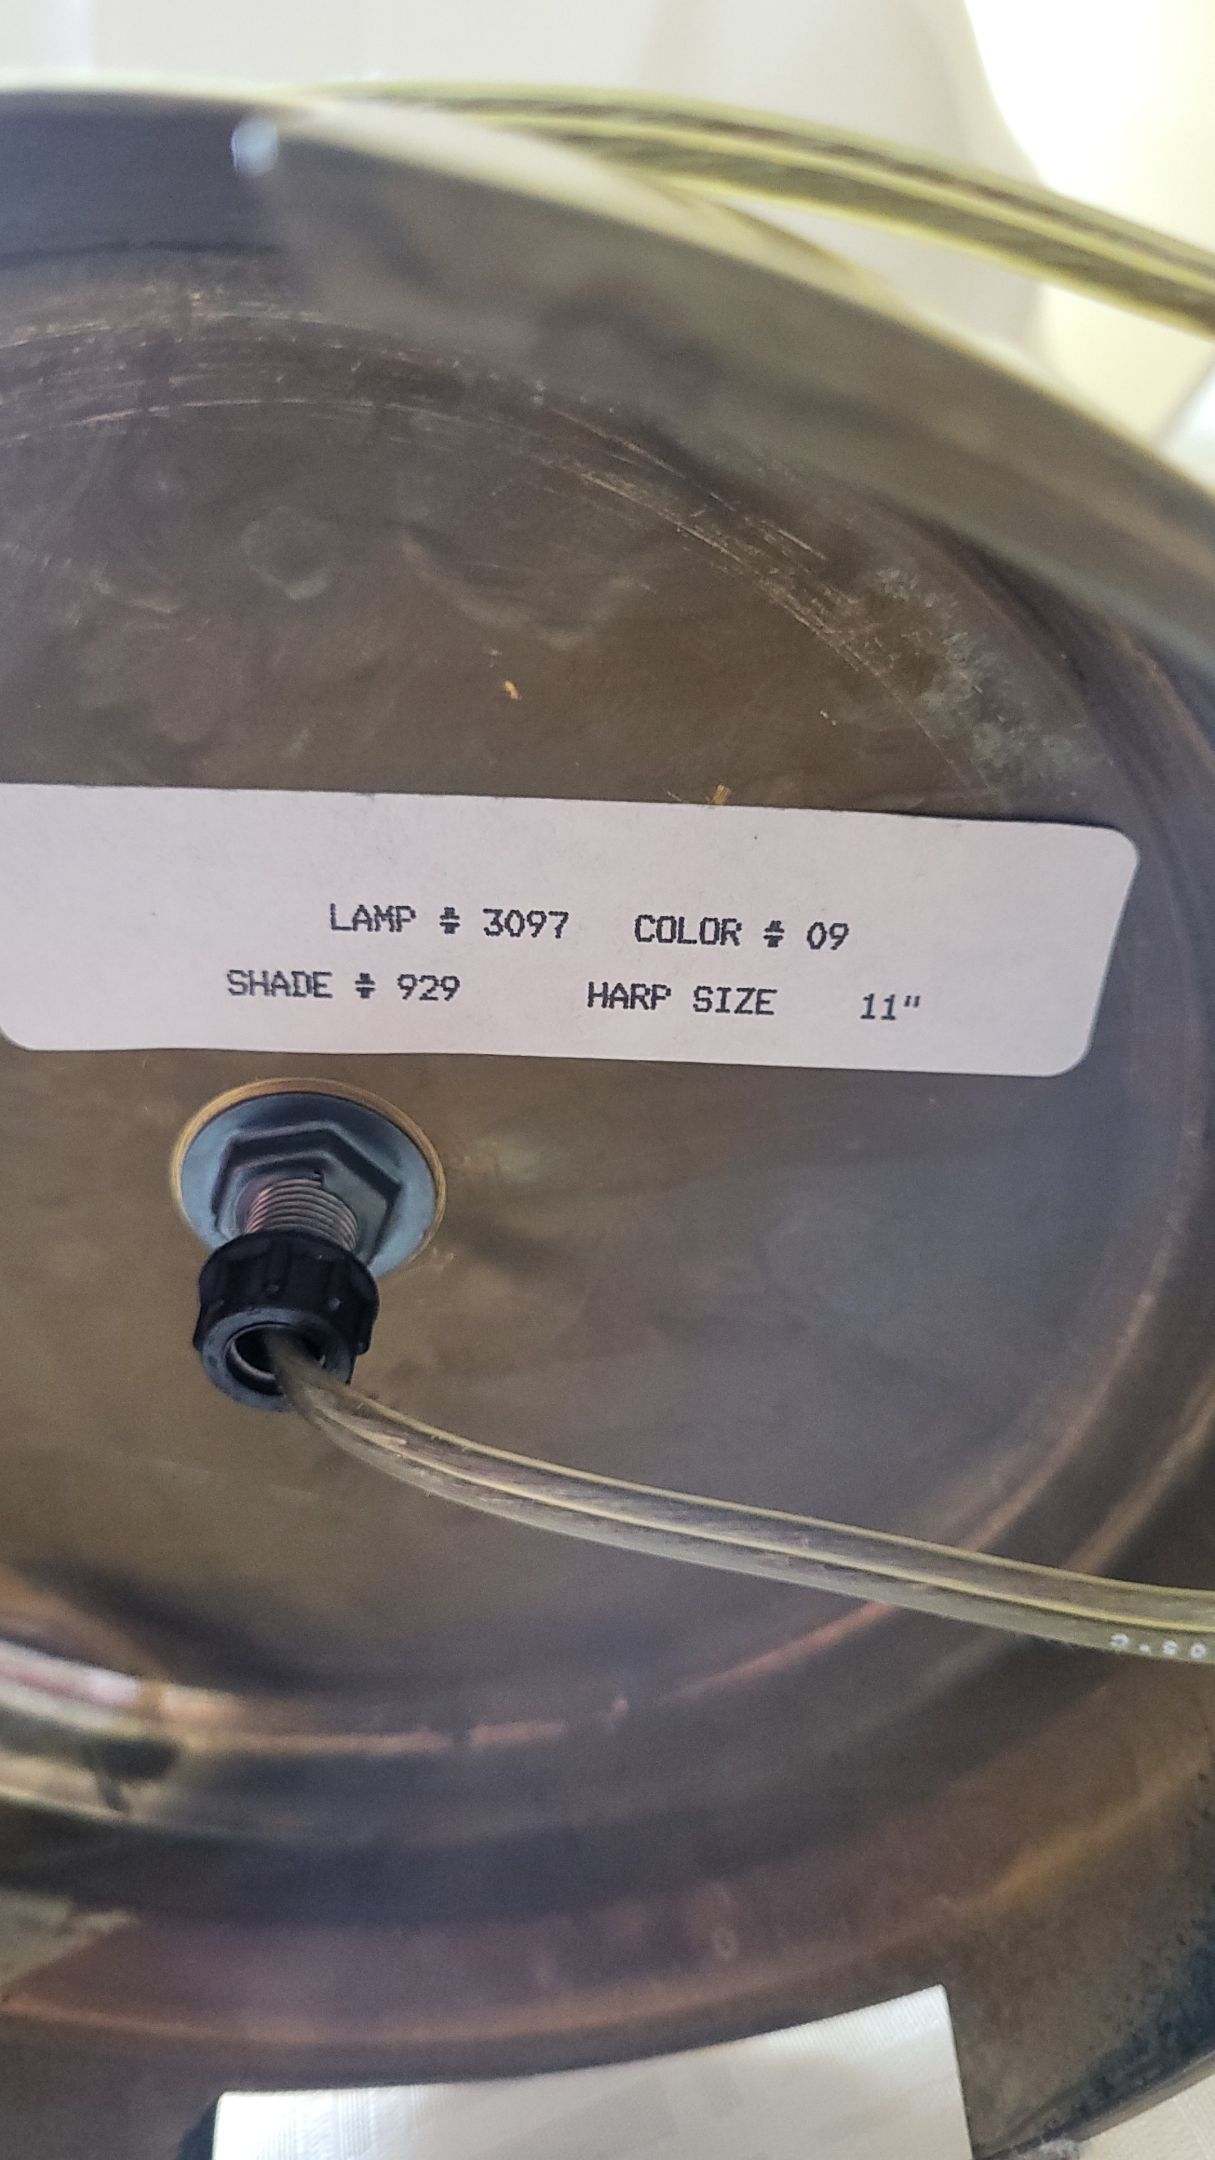 LAMP # 3097 COLOR # 09
SHADE # 929 HARP SIZE 11"